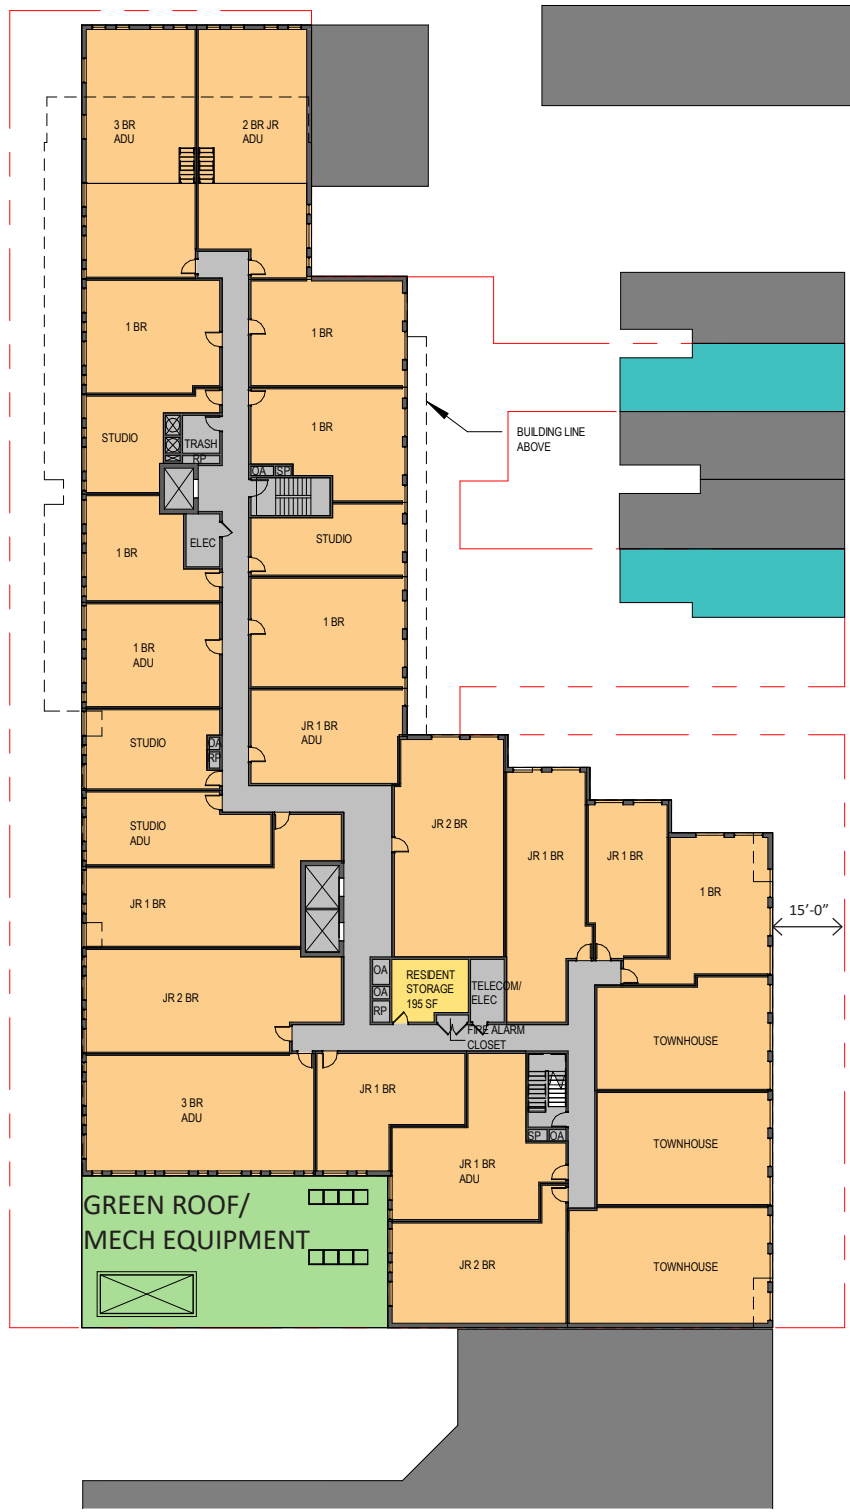 3 BR
ADU
2 BR JR
ADU
1 BR
1 BR
STUDIO
TRASH
RP
1 BR
BUILDING LINE
ABOVE
OA
SP
ELEC
1 BR
STUDIO
1 BR
1 BR
ADU
STUDIO
OA
RP
JR 1 BR
ADU
STUDIO
ADU
JR 2 BR
JR 1 BR
JR 1 BR
1 BR
15’-0”
JR 1 BR
JR 2 BR
OA
OA
RP
RESIDENT
STORAGE
195 SF
TELECOM/
ELEC
FIRE ALARM
CLOSET
TOWNHOUSE
3 BR
ADU
JR 1 BR
SP
OA
TOWNHOUSE
JR 1 BR
ADU
GREEN ROOF/
MECH EQUIPMENT
JR 2 BR
TOWNHOUSE